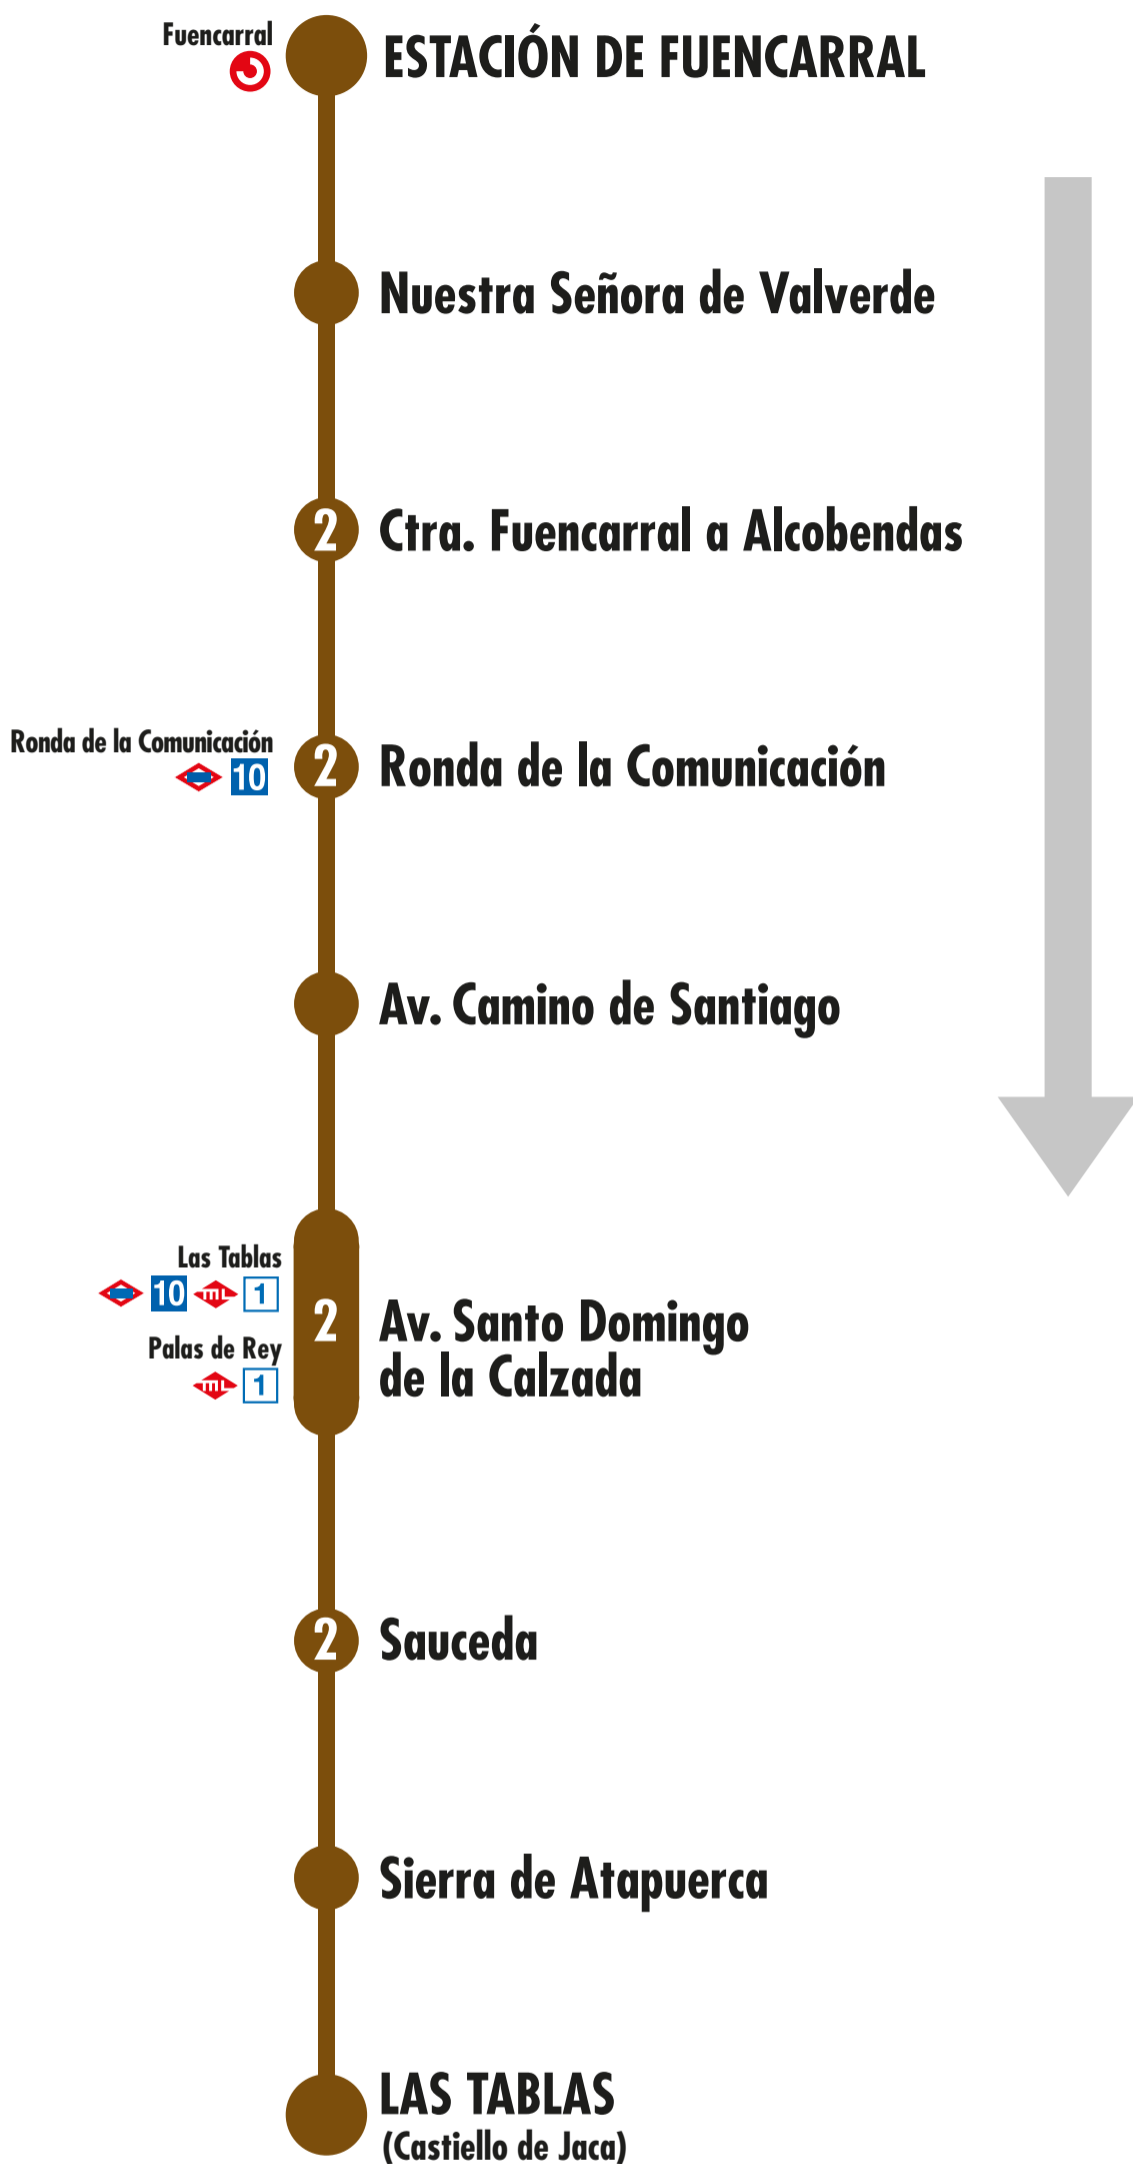 Fuencarral
ESTACIÓN DE FUENCARRAL
Nuestra Señora de Valverde
2
Ctra. Fuencarral a Alcobendas
Ronda de la Comunicación
10
2
Ronda de la Comunicación
Av. Camino de Santiago
Las Tablas
10 ML 1
Palas de Rey
ML 1
2
Av. Santo Domingo
de la Calzada
2
Sauceda
Sierra de Atapuerca
LAS TABLAS
(Castiello de Jaca)